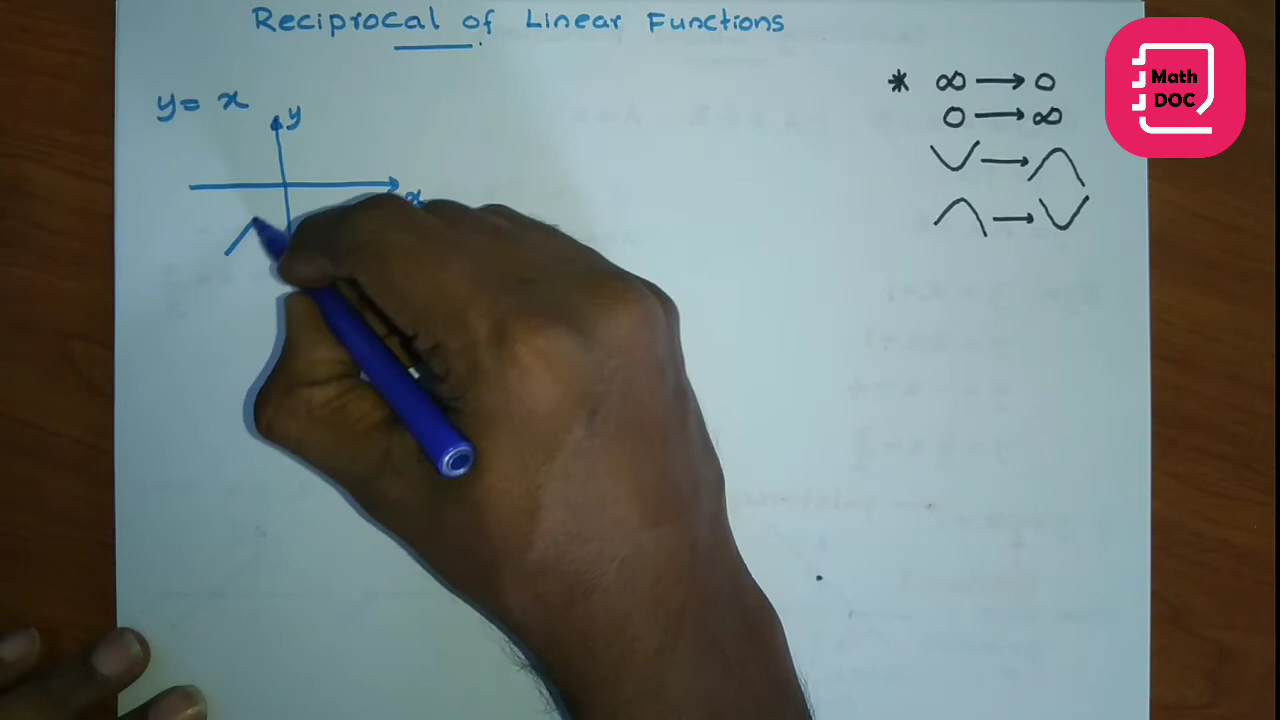 Reciprocal of Linear Functions
y = x
y
x
* ∞ → 0
0 → ∞
Math
DOC